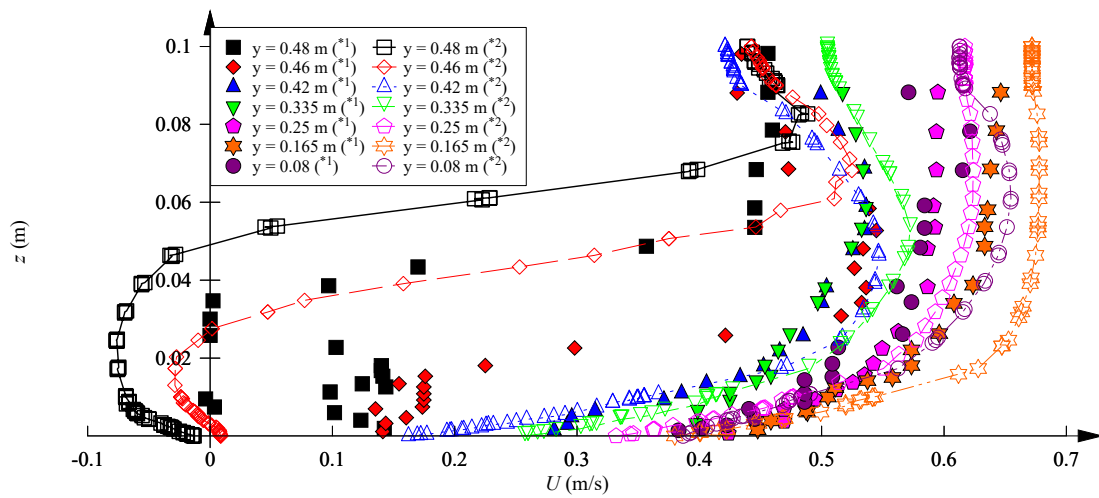 0.1
0.08
0.06
0.04
0.02
z (m)
y = 0.48 m (*1) y = 0.48 m (*2)
y = 0.46 m (*1) y = 0.46 m (*2)
y = 0.42 m (*1) y = 0.42 m (*2)
y = 0.335 m (*1) y = 0.335 m (*2)
y = 0.25 m (*1) y = 0.25 m (*2)
y = 0.165 m (*1) y = 0.165 m (*2)
y = 0.08 m (*1) y = 0.08 m (*2)
-0.1 0 0.1 0.2 0.3 0.4 0.5 0.6 0.7
U (m/s)